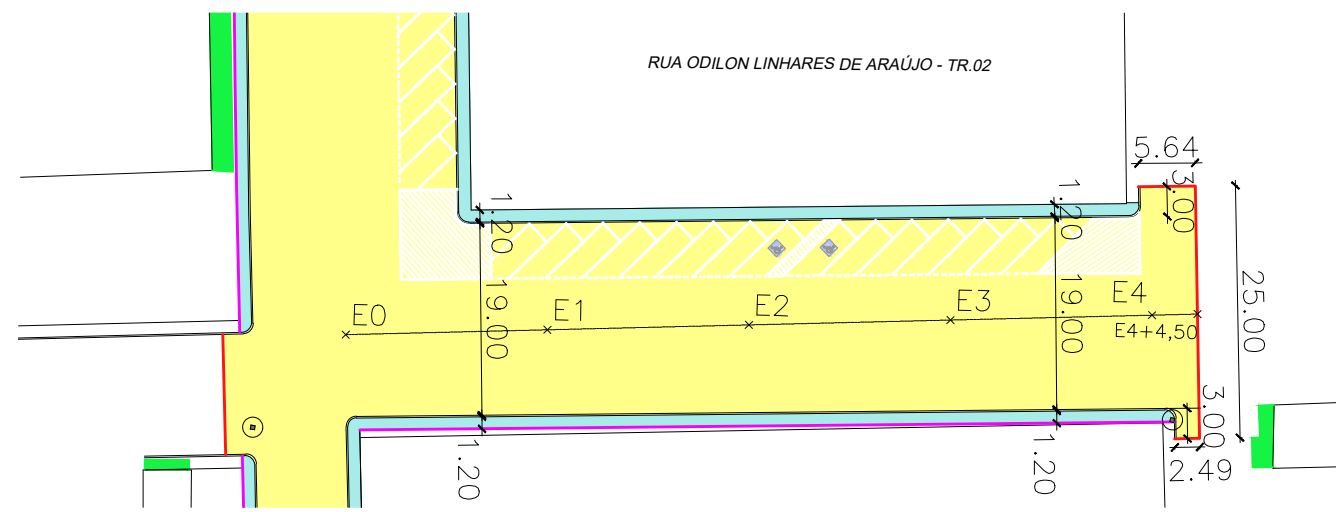 RUA ODILON LINHARES DE ARAÚJO - TR.02
5.64
3.00
1.20
1.20
E0
E1
E2
E3
E4
E4+4,50
19.00
19.00
25.00
3.00
2.49
1.20
1.20